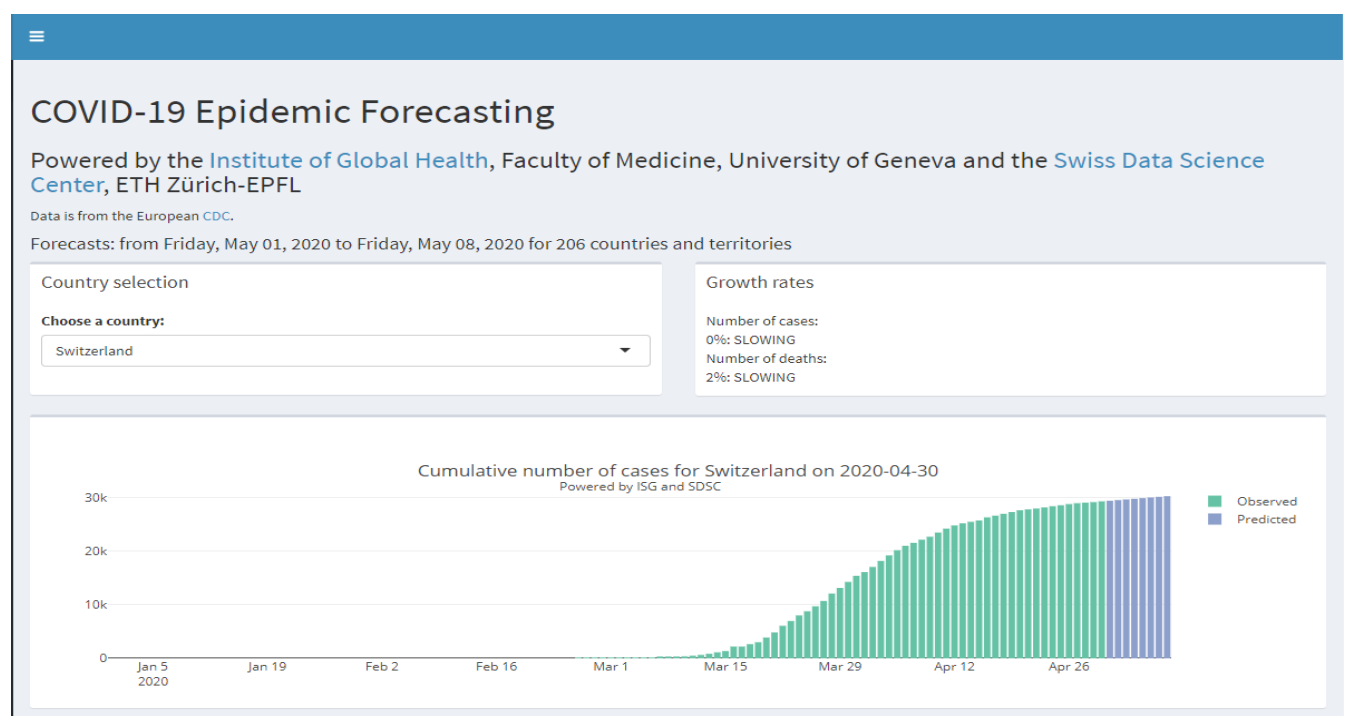 COVID-19 Epidemic Forecasting
Powered by the Institute of Global Health, Faculty of Medicine, University of Geneva and the Swiss Data Science
Center, ETH Zürich-EPFL
Data is from the European CDC.
Forecasts: from Friday, May 01, 2020 to Friday, May 08, 2020 for 206 countries and territories
Country selection
Choose a country:
Switzerland
Growth rates
Number of cases:
0%: SLOWING
Number of deaths:
2%: SLOWING
Cumulative number of cases for Switzerland on 2020-04-30
Powered by ISG and SDSC
30k
20k
10k
0
Jan 5 Jan 19 Feb 2 Feb 16 Mar 1 Mar 15 Mar 29 Apr 12 Apr 26
2020
Observed
Predicted